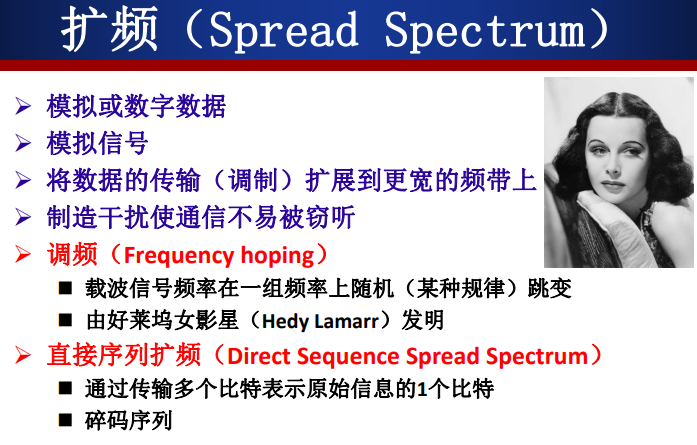 扩频（Spread Spectrum）
➢ 模拟或数字数据
➢ 模拟信号
➢ 将数据的传输（调制）扩展到更宽的频带上
➢ 制造干扰使通信不易被窃听
➢ 调频（Frequency hoping）
■ 载波信号频率在一组频率上随机（某种规律）跳变
■ 由好莱坞女影星（Hedy Lamarr）发明
➢ 直接序列扩频（Direct Sequence Spread Spectrum）
■ 通过传输多个比特表示原始信息的1个比特
■ 碎码序列